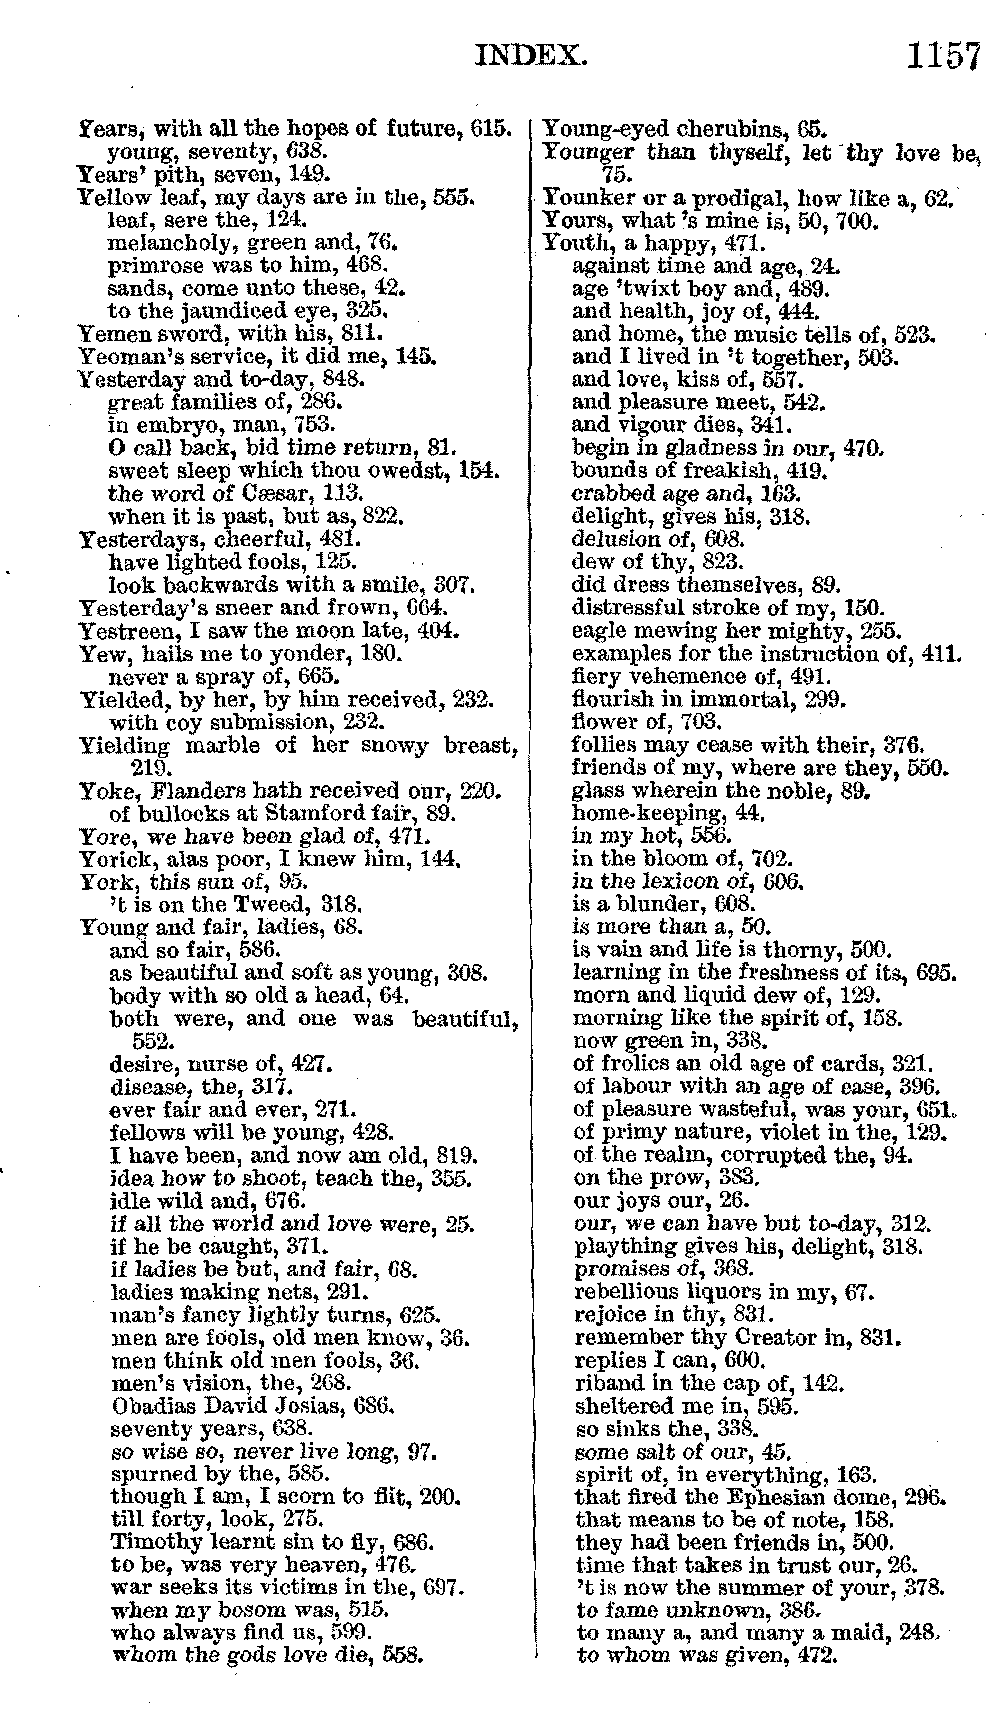 INDEX. 1157
Years, with all the hopes of future, 615.
young, seventy, 638.
Years' pith, seven, 149.
Yellow leaf, my days are in the, 555.
leaf, sere the, 124.
melancholy, green and, 76.
primrose was to him, 468.
sands, come unto these, 42.
to the jaundiced eye, 325.
Yemen sword, with his, 811.
Yeoman's service, it did me, 145.
Yesterday and to-day, 848.
great families of, 286.
in embryo, man, 753.
O call back, bid time return, 81.
sweet sleep which thou owedst, 154.
the word of Cæsar, 113.
when it is past, but as, 822.
Yesterdays, cheerful, 481.
have lighted fools, 125.
look backwards with a smile, 307.
Yesterday's sneer and frown, 664.
Yestreen, I saw the moon late, 404.
Yew, hails me to yonder, 180.
never a spray of, 665.
Yielded, by her, by him received, 232.
with coy submission, 232.
Yielding marble of her snowy breast,
219.
Yoke, Flanders hath received our, 220.
of bullocks at Stamford fair, 89.
Yore, we have been glad of, 471.
Yorick, alas poor, I knew him, 144.
York, this sun of, 95.
't is on the Tweed, 318.
Young and fair, ladies, 68.
and so fair, 586.
as beautiful and soft as young, 308.
body with so old a head, 64.
both were, and one was beautiful,
552.
desire, nurse of, 427.
disease, the, 317.
ever fair and ever, 271.
fellows will be young, 428.
I have been, and now am old, 819.
idea how to shoot, teach the, 355.
idle wild and, 676.
if all the world and love were, 25.
if he be caught, 371.
if ladies be but, and fair, 68.
ladies making nets, 291.
man's fancy lightly turns, 625.
men are fools, old men know, 36.
men think old men fools, 36.
men's vision, the, 268.
Obadias David Josias, 686.
seventy years, 638.
so wise so, never live long, 97.
spurned by the, 585.
though I am, I scorn to flit, 200.
till forty, look, 275.
Timothy learnt sin to fly, 686.
to be, was very heaven, 476.
war seeks its victims in the, 697.
when my bosom was, 515.
who always find us, 599.
whom the gods love die, 558.
Young-eyed cherubins, 65.
Younger than thyself, let thy love be,
75.
Younker or a prodigal, how like a, 62.
Yours, what 's mine is, 50, 700.
Youth, a happy, 471.
against time and age, 24.
age 'twixt boy and, 489.
and health, joy of, 444.
and home, the music tells of, 523.
and I lived in 't together, 503.
and love, kiss of, 557.
and pleasure meet, 542.
and vigour dies, 341.
begin in gladness in our, 470.
bounds of freakish, 419.
crabbed age and, 163.
delight, gives his, 318.
delusion of, 608.
dew of thy, 823.
did dress themselves, 89.
distressful stroke of my, 150.
eagle mewing her mighty, 255.
examples for the instruction of, 411.
fiery vehemence of, 491.
flourish in immortal, 299.
flower of, 703.
follies may cease with their, 376.
friends of my, where are they, 550.
glass wherein the noble, 89.
home-keeping, 44.
in my hot, 556.
in the bloom of, 702.
in the lexicon of, 606.
is a blunder, 608.
is more than a, 50.
is vain and life is thorny, 500.
learning in the freshness of its, 695.
morn and liquid dew of, 129.
morning like the spirit of, 158.
now green in, 338.
of frolics an old age of cards, 321.
of labour with an age of ease, 396.
of pleasure wasteful, was your, 651.
of primy nature, violet in the, 129.
of the realm, corrupted the, 94.
on the prow, 383.
our joys our, 26.
our, we can have but to-day, 312.
plaything gives his, delight, 318.
promises of, 368.
rebellious liquors in my, 67.
rejoice in thy, 831.
remember thy Creator in, 831.
replies I can, 600.
riband in the cap of, 142.
sheltered me in, 595.
so sinks the, 338.
some salt of our, 45.
spirit of, in everything, 163.
that fired the Ephesian dome, 296.
that means to be of note, 158.
they had been friends in, 500.
time that takes in trust our, 26.
't is now the summer of your, 378.
to fame unknown, 386.
to many a, and many a maid, 248.
to whom was given, 472.